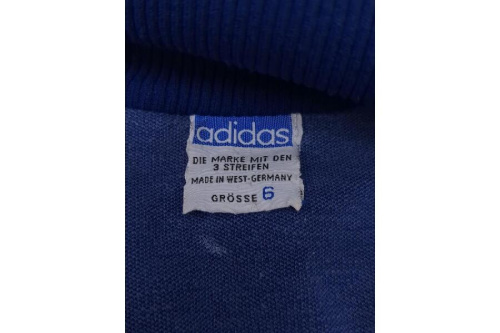 adidas
DIE MARKE MIT DEN
3 STREIFEN
MADE IN WEST-GERMANY
GRÖSSE 6